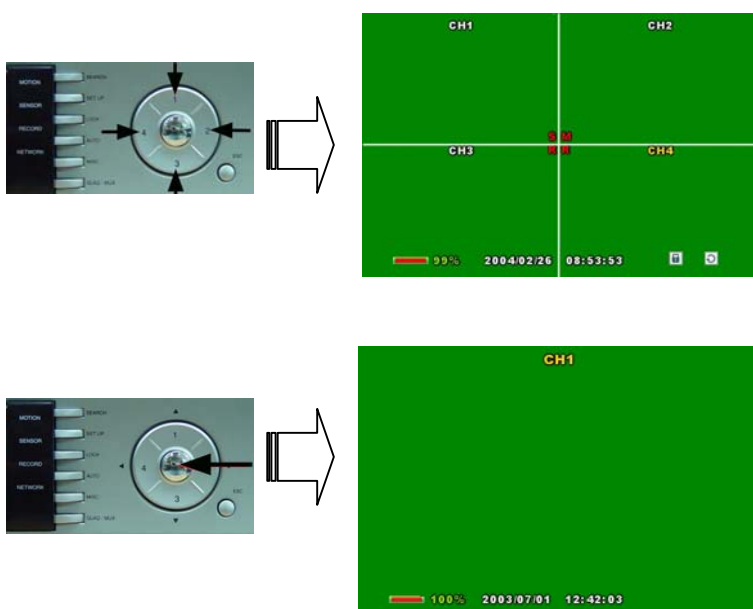 CH1 CH2
MOTION SEARCH
SENSOR SET UP
RECORD LOCK
NETWORK AUTO
MISC
QUAD / MUX
1
4 2
3
ESC
S M
R R
CH3 CH4
99% 2004/02/26 08:53:53
CH1
MOTION SEARCH
SENSOR SET UP
RECORD LOCK
NETWORK AUTO
MISC
QUAD / MUX
1
4
3
ESC
100% 2003/07/01 12:42:03